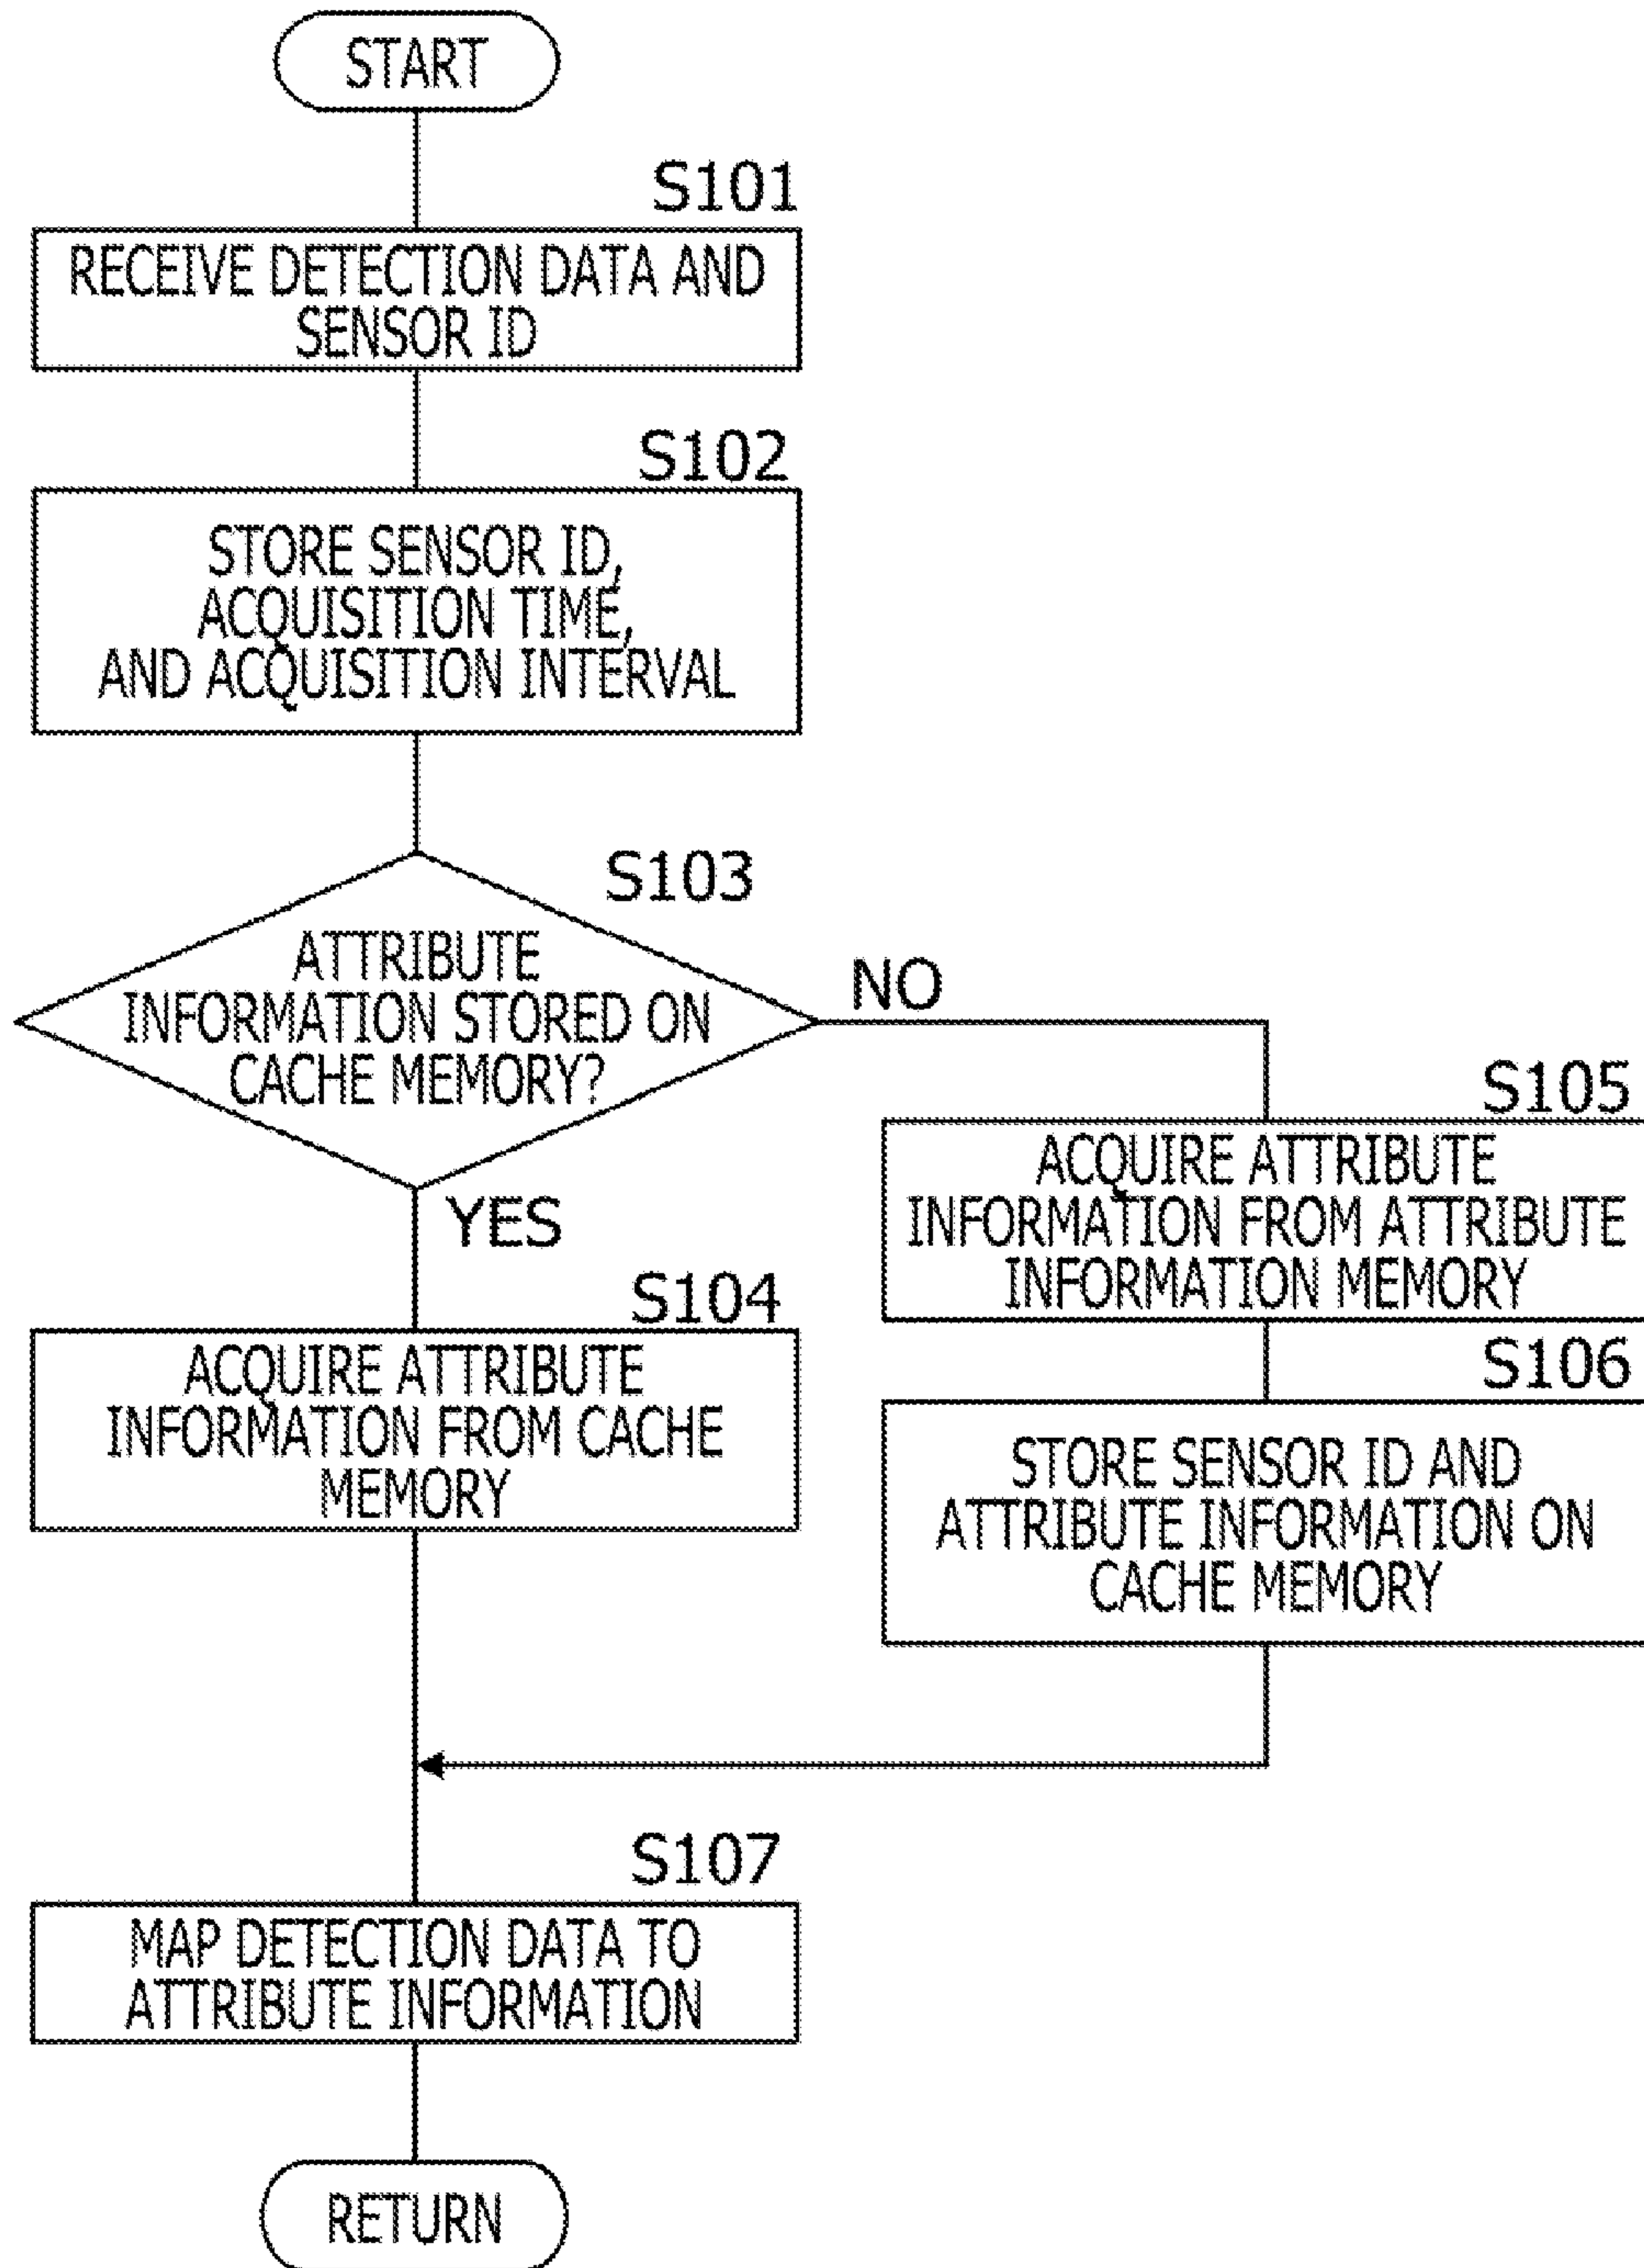 START
S101
RECEIVE DETECTION DATA AND
SENSOR ID
S102
STORE SENSOR ID,
ACQUISITION TIME,
AND ACQUISITION INTERVAL
S103
ATTRIBUTE
INFORMATION STORED ON
CACHE MEMORY?
NO
YES
S104
ACQUIRE ATTRIBUTE
INFORMATION FROM CACHE
MEMORY
S105
ACQUIRE ATTRIBUTE
INFORMATION FROM ATTRIBUTE
INFORMATION MEMORY
S106
STORE SENSOR ID AND
ATTRIBUTE INFORMATION ON
CACHE MEMORY
S107
MAP DETECTION DATA TO
ATTRIBUTE INFORMATION
RETURN